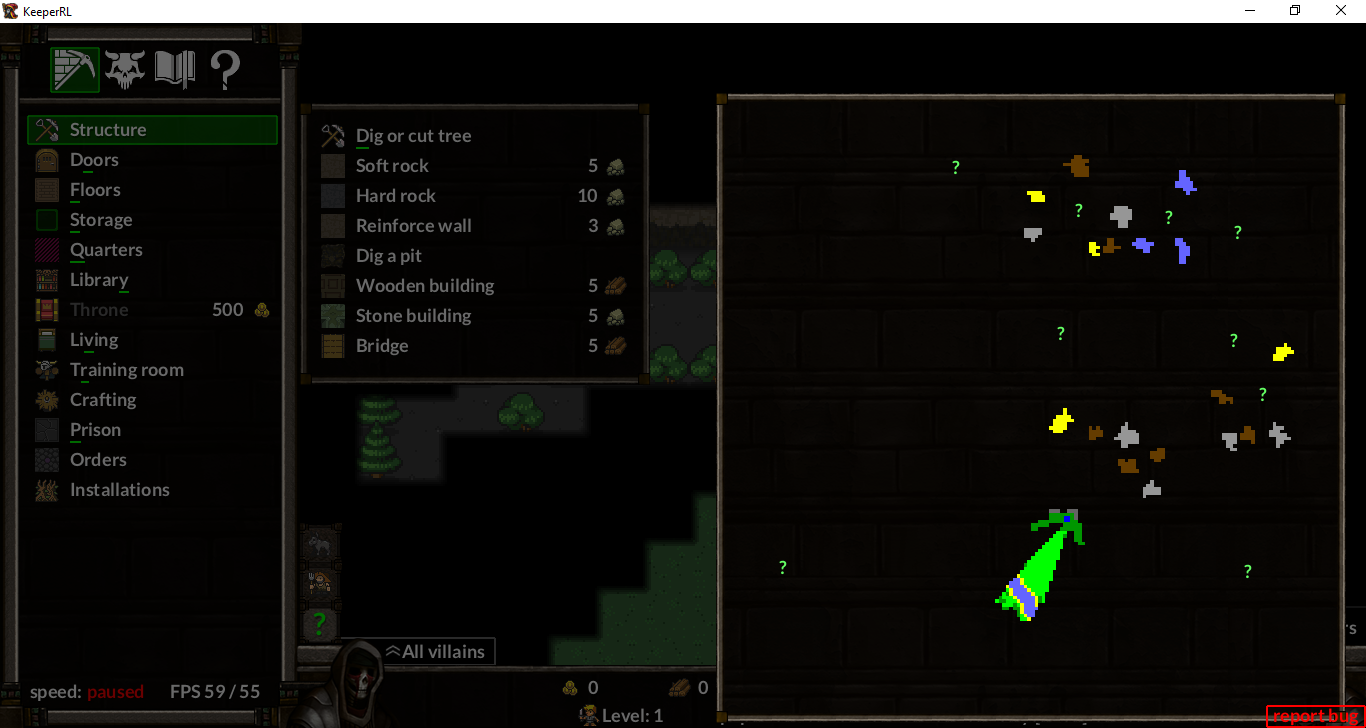 KeeperRL
Structure
Doors
Floors
Storage
Quarters
Library
Throne 500
Living
Training room
Crafting
Prison
Orders
Installations
speed: paused FPS 59 / 55
Dig or cut tree
Soft rock 5
Hard rock 10
Reinforce wall 3
Dig a pit
Wooden building 5
Stone building 5
Bridge 5
?
All villains
0
0
Level: 1
?
?
?
?
?
?
?
?
?
rs
report bug